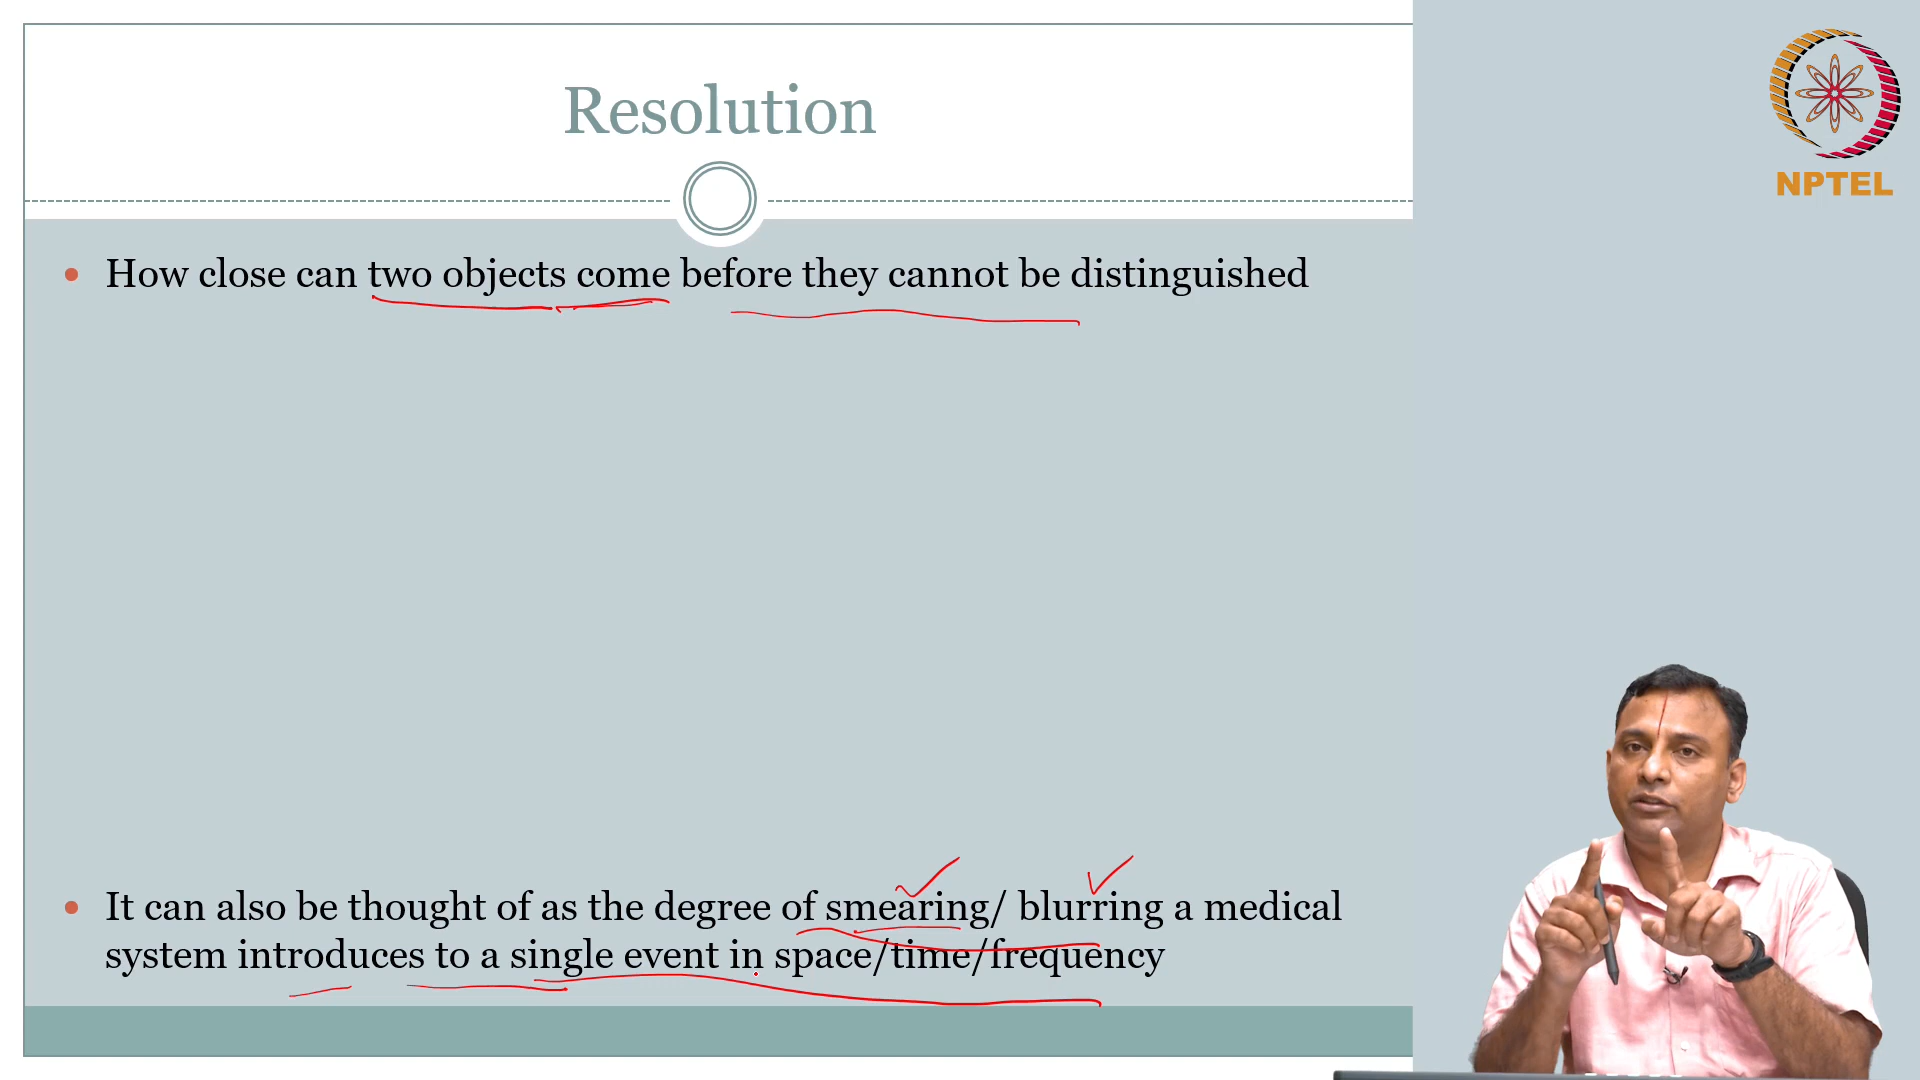 Resolution
NPTEL
How close can two objects come before they cannot be distinguished
It can also be thought of as the degree of smearing/ blurring a medical
system introduces to a single event in space/time/frequency